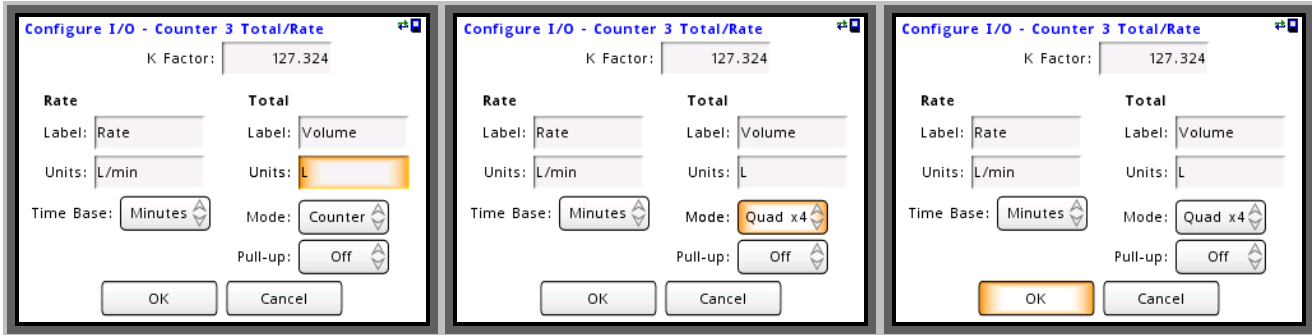 Configure I/O - Counter 3 Total/Rate
K Factor: 127.324
Rate Total
Label: Rate Label: Volume
Units: L/min Units: L
Time Base: Minutes Mode: Counter
Pull-up: Off
OK Cancel
Configure I/O - Counter 3 Total/Rate
K Factor: 127.324
Rate Total
Label: Rate Label: Volume
Units: L/min Units: L
Time Base: Minutes Mode: Quad x4
Pull-up: Off
OK Cancel
Configure I/O - Counter 3 Total/Rate
K Factor: 127.324
Rate Total
Label: Rate Label: Volume
Units: L/min Units: L
Time Base: Minutes Mode: Quad x4
Pull-up: Off
OK Cancel